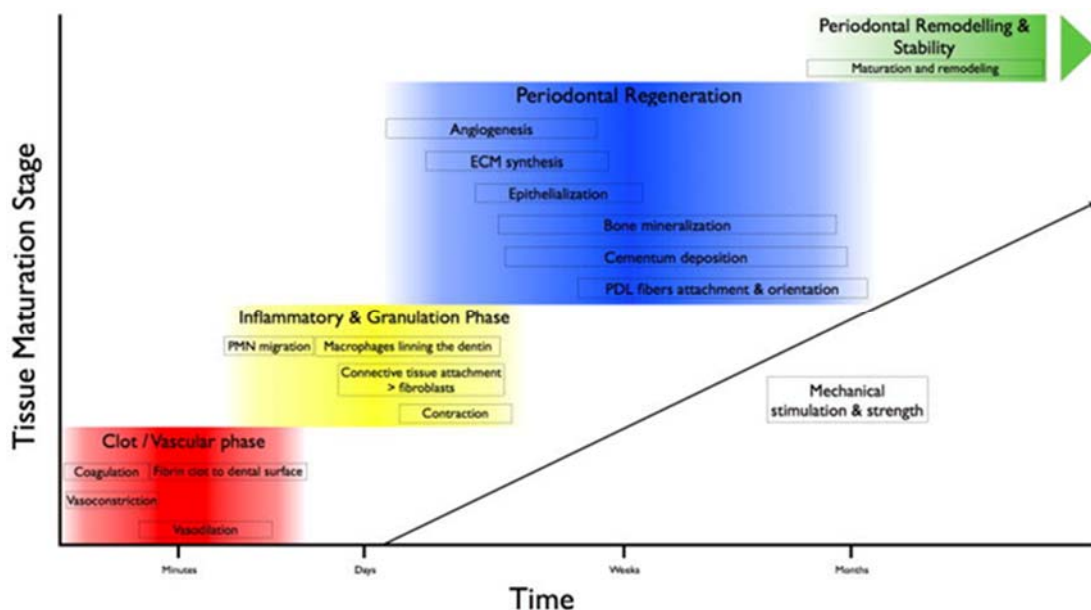 Periodontal Remodelling &
Stability
Maturation and remodeling
Periodontal Regeneration
Angiogenesis
ECM synthesis
Epithelialization
Bone mineralization
Cementum deposition
PDL fibers attachment & orientation
Inflammatory & Granulation Phase
PMN migration
Macrophages linning the dentin
Connective tissue attachment
> fibroblasts
Contraction
Mechanical
stimulation & strength
Clot / Vascular phase
Coagulation
Fibrin clot to dental surface
Vasoconstriction
Vasodilation
Tissue Maturation Stage
Minutes
Days
Weeks
Months
Time